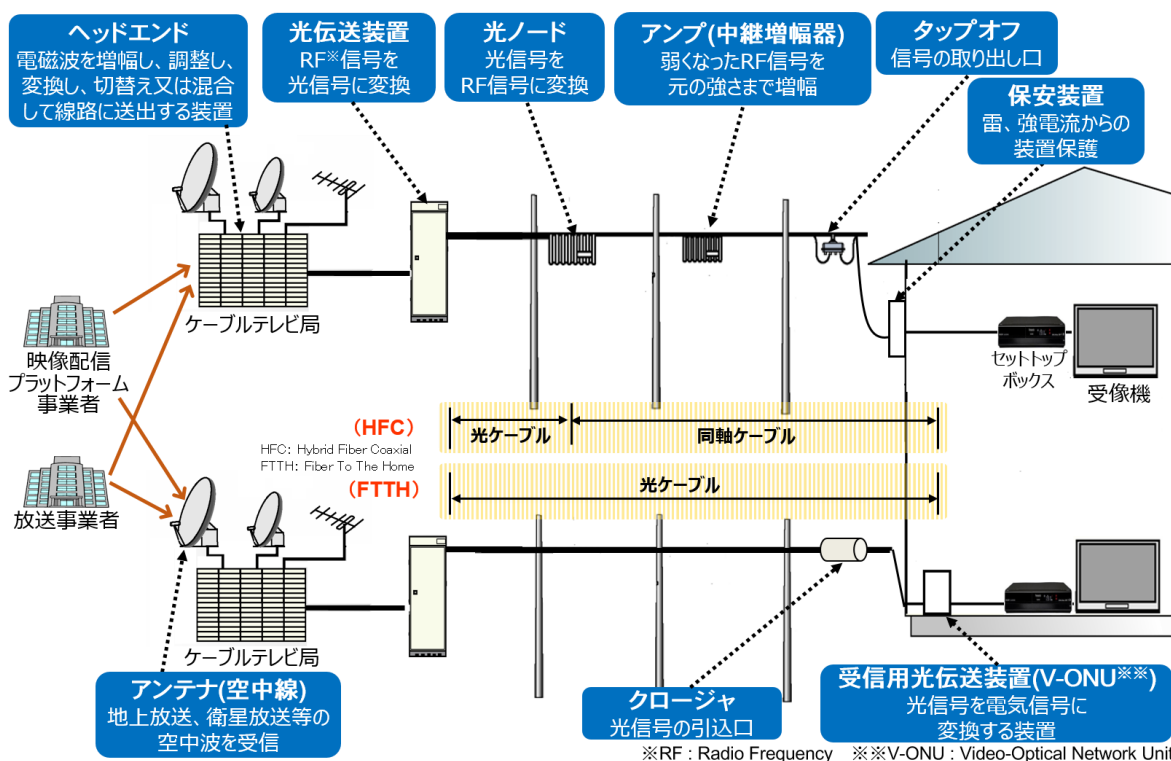 ヘッドエンド
電磁波を増幅し、調整し、
変換し、切替え又は混合
して線路に送出する装置
光伝送装置
RF※信号を
光信号に変換
光ノード
光信号を
RF信号に変換
アンプ(中継増幅器)
弱くなったRF信号を
元の強さまで増幅
タップオフ
信号の取り出し口
保安装置
雷、強電流からの
装置保護
ケーブルテレビ局
映像配信
プラットフォーム
事業者
セットトップ
ボックス
受像機
(HFC)
光ケーブル
同軸ケーブル
HFC: Hybrid Fiber Coaxial
FTTH: Fiber To The Home
(FTTH)
光ケーブル
放送事業者
ケーブルテレビ局
アンテナ(空中線)
地上放送、衛星放送等の
空中波を受信
クロージャ
光信号の引込口
受信用光伝送装置(V-ONU※※)
光信号を電気信号に
変換する装置
※RF : Radio Frequency ※※V-ONU : Video-Optical Network Unit